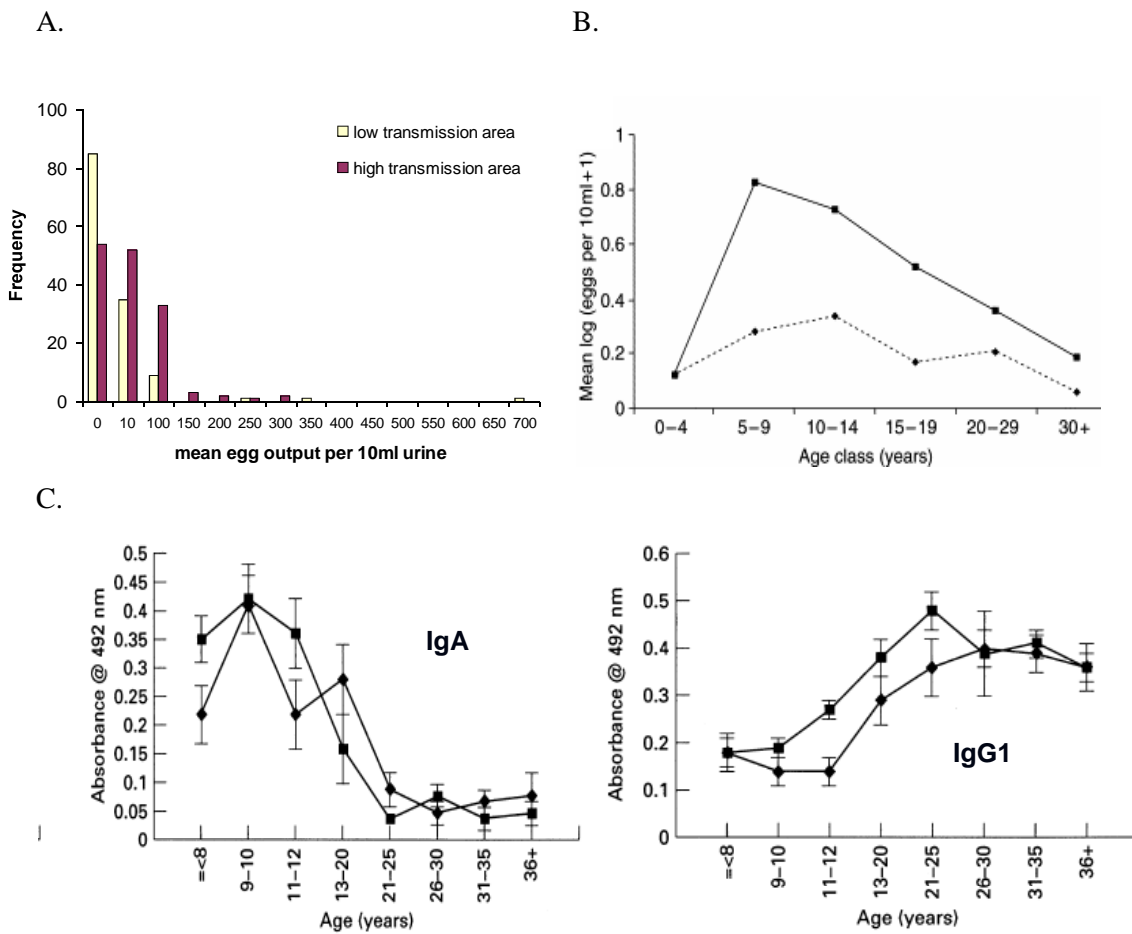 A.
B.
100
80
60
40
20
0
Frequency
low transmission area
high transmission area
0 10 100 150 200 250 300 350 400 450 500 550 600 650 700
mean egg output per 10ml urine
1
0.8
0.6
0.4
0.2
0
Mean log (eggs per 10 ml+1)
0–4 5–9 10–14 15–19 20–29 30+
Age class (years)
C.
0.5
0.45
0.4
0.35
0.3
0.25
0.2
0.15
0.1
0.05
0
Absorbance @ 492 nm
IgA
=<8 9–10 11–12 13–20 21–25 26–30 31–35 36+
Age (years)
0.6
0.5
0.4
0.3
0.2
0.1
0
Absorbance @ 492 nm
IgG1
=<8 9–10 11–12 13–20 21–25 26–30 31–35 36+
Age (years)